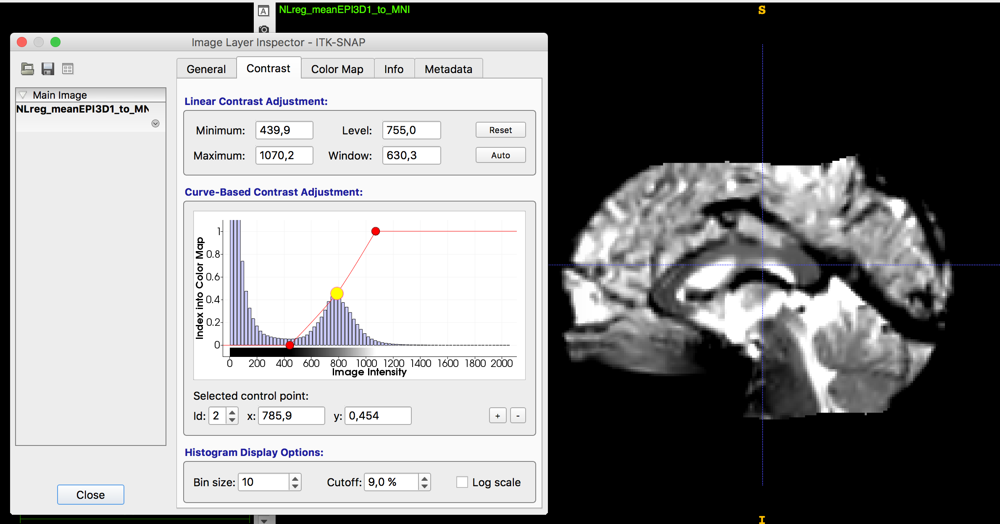 A
NLreg_meanEPI3D1_to_MNI
S
Image Layer Inspector - ITK-SNAP
General
Contrast
Color Map
Info
Metadata
Main Image
NLreg_meanEPI3D1_to_MN
Linear Contrast Adjustment:
Minimum: 439,9 Level: 755,0 Reset
Maximum: 1070,2 Window: 630,3 Auto
Curve-Based Contrast Adjustment:
Index into Color Map
1
0.8
0.6
0.4
0.2
0
0 200 400 600 800 1000 1200 1400 1600 1800 2000
Image Intensity
Selected control point:
Id: 2 x: 785,9 y: 0,454 + -
Histogram Display Options:
Bin size: 10 Cutoff: 9,0 % Log scale
Close
I